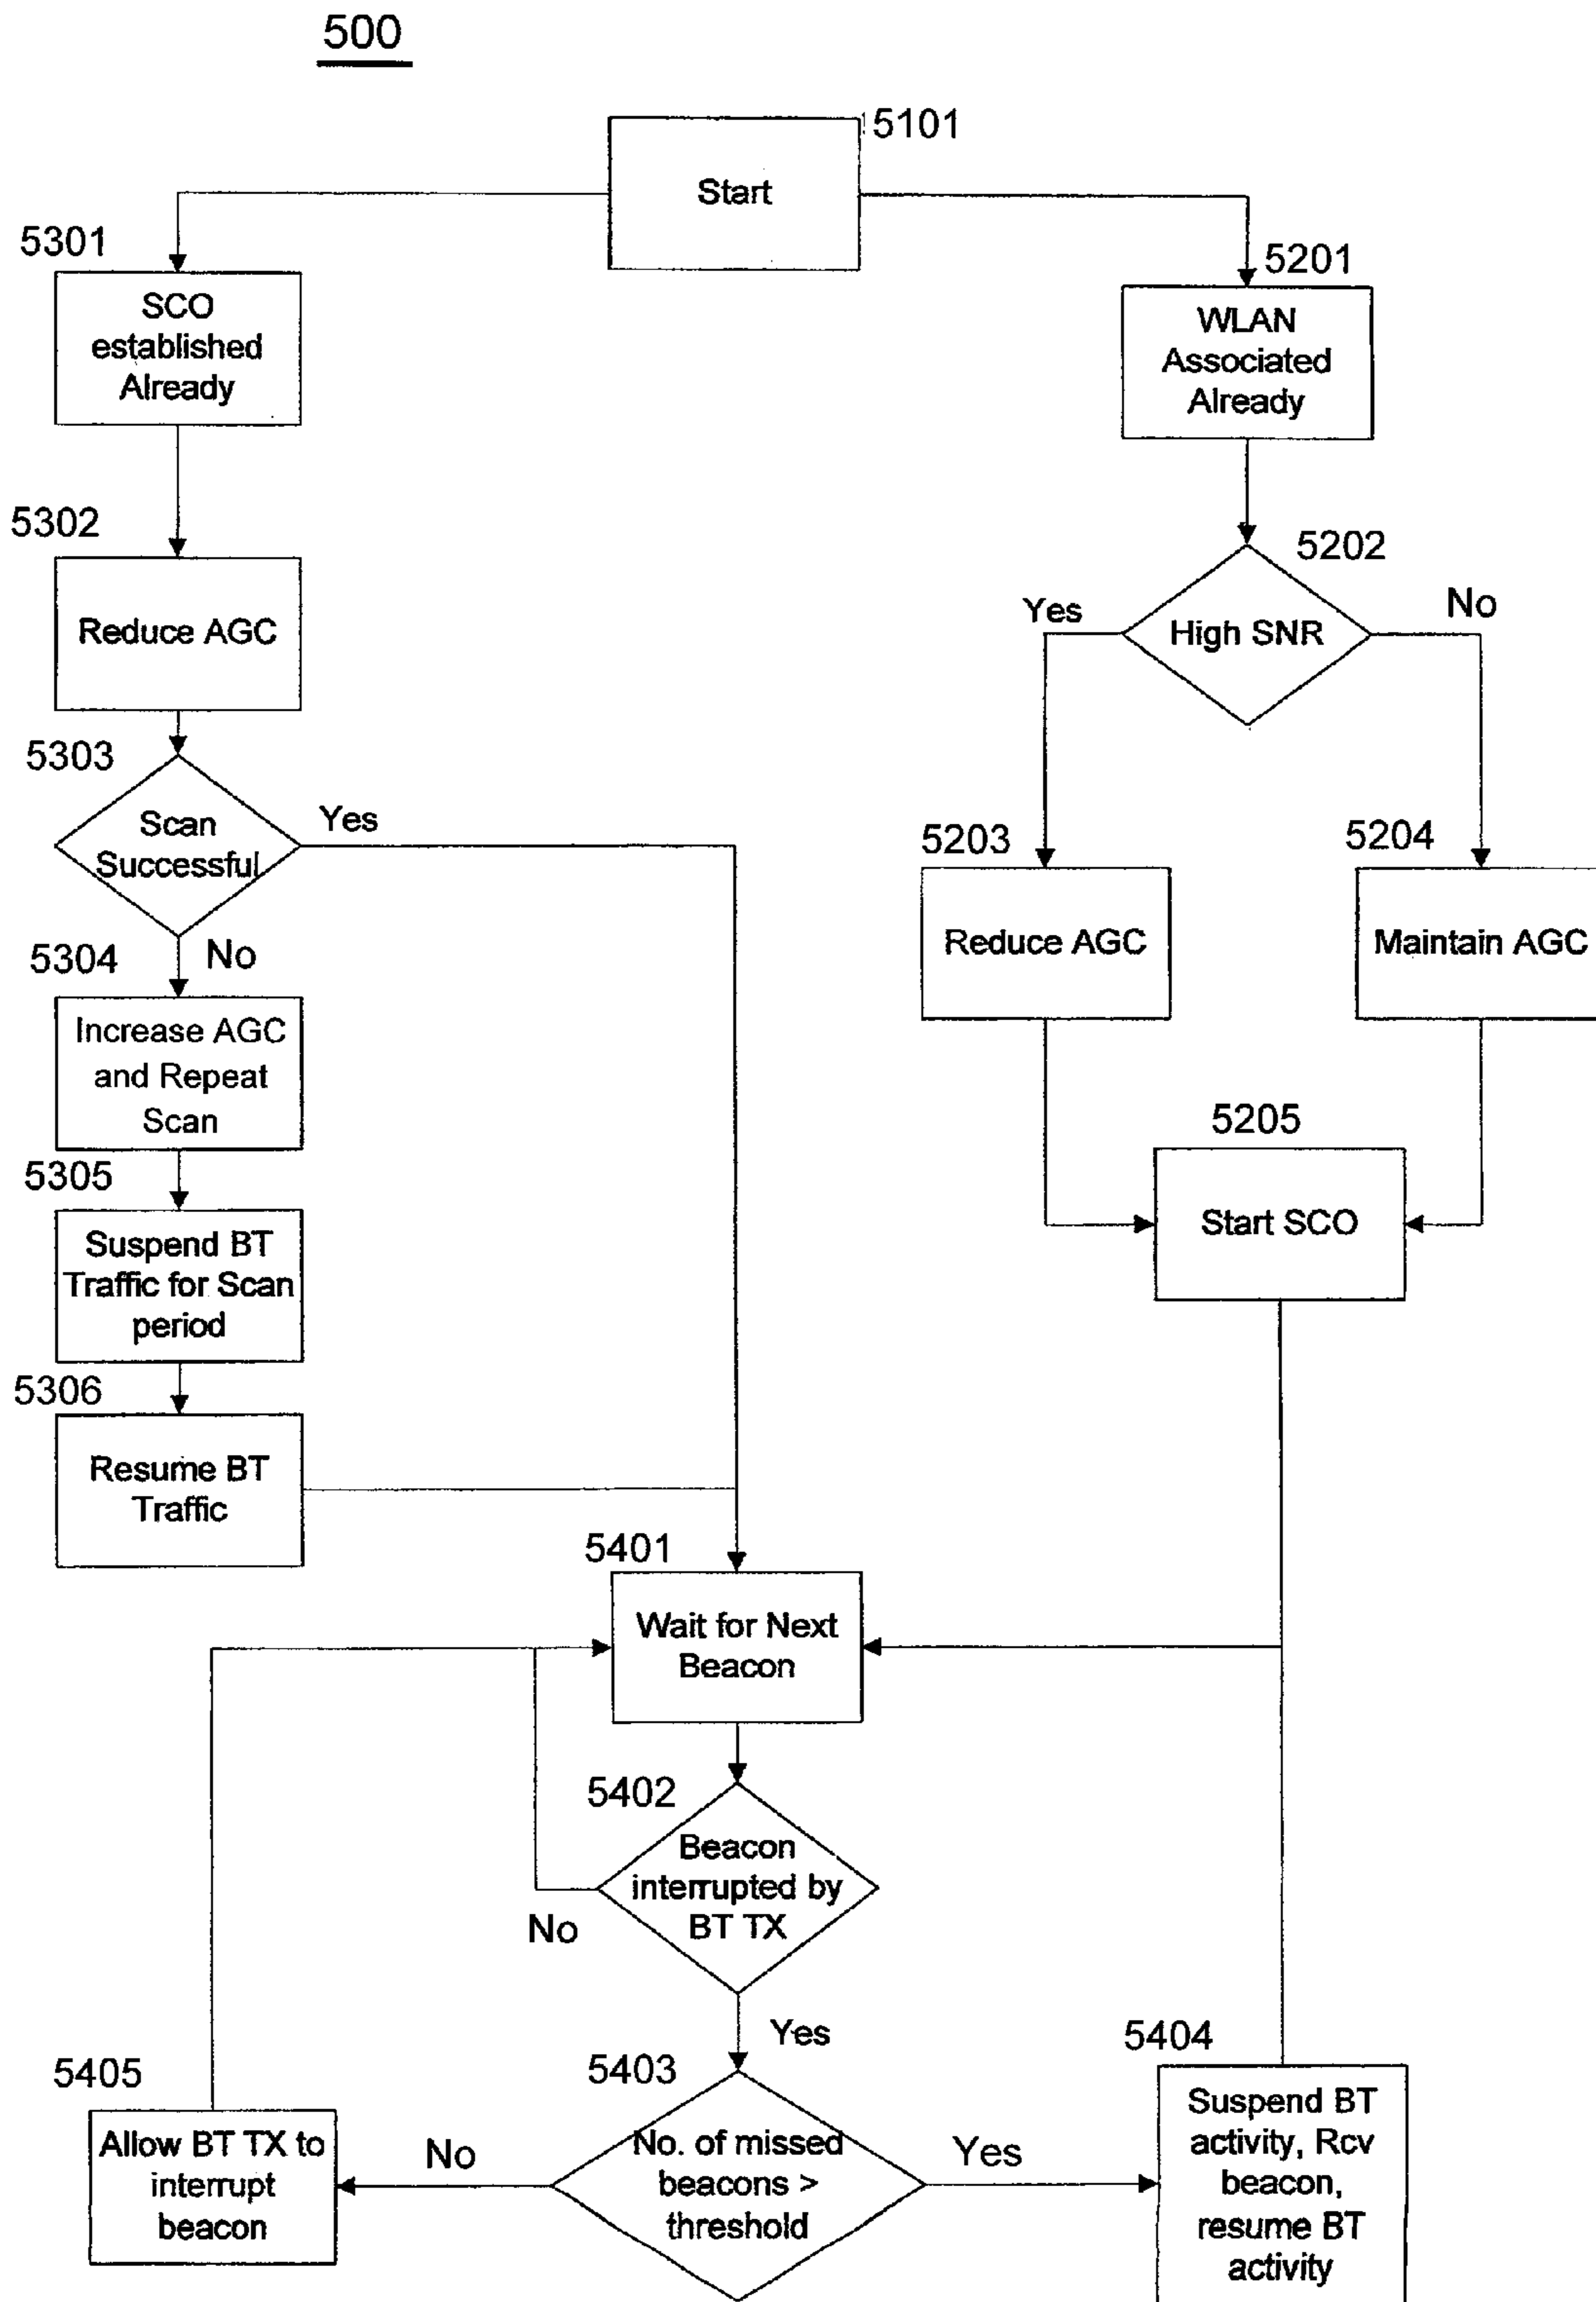 500
5101
Start
5301
SCO
established
Already
5201
WLAN
Associated
Already
5302
Reduce AGC
5202
High SNR
Yes
No
5303
Scan
Successful
Yes
No
5203
Reduce AGC
5204
Maintain AGC
5304
Increase AGC
and Repeat
Scan
5205
Start SCO
5305
Suspend BT
Traffic for Scan
period
5306
Resume BT
Traffic
5401
Wait for Next
Beacon
5402
Beacon
interrupted by
BT TX
No
Yes
5403
No. of missed
beacons >
threshold
No
Yes
5405
Allow BT TX to
interrupt
beacon
5404
Suspend BT
activity, Rcv
beacon,
resume BT
activity